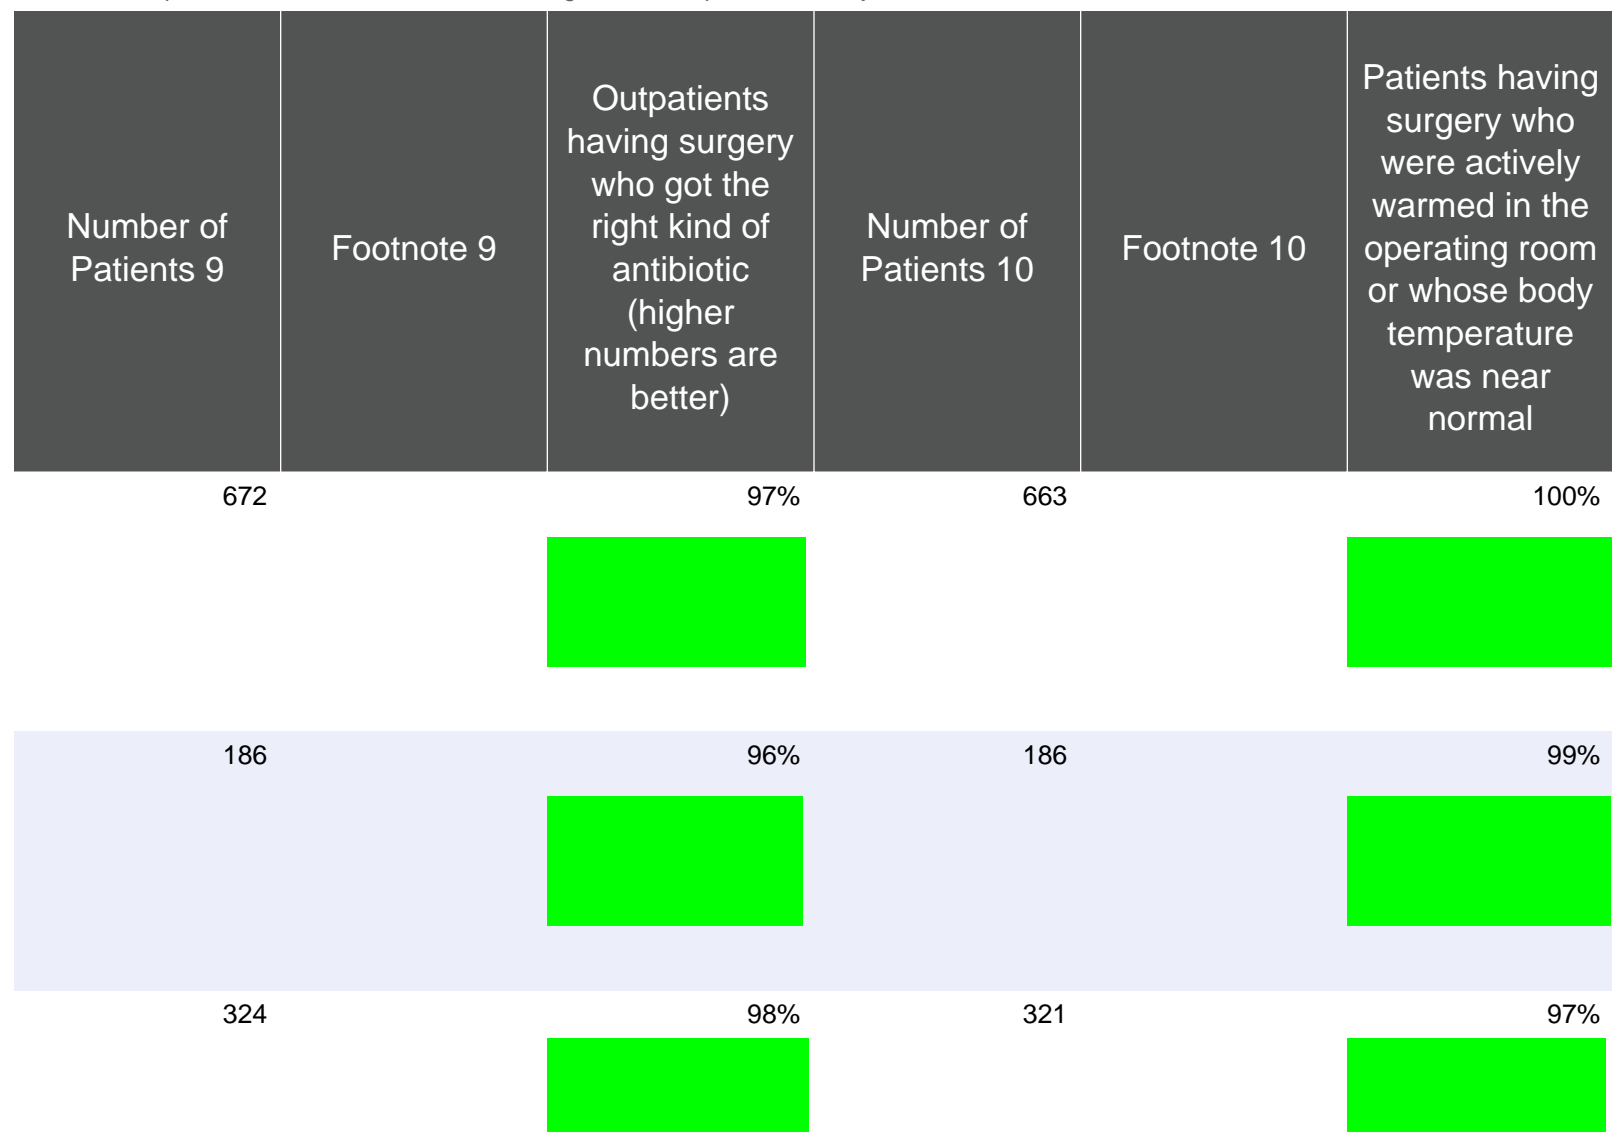 Number of
Patients 9
Footnote 9
Outpatients
having surgery
who got the
right kind of
antibiotic
(higher
numbers are
better)
Number of
Patients 10
Footnote 10
Patients having
surgery who
were actively
warmed in the
operating room
or whose body
temperature
was near
normal
672 97% 663 100%
186 96% 186 99%
324 98% 321 97%